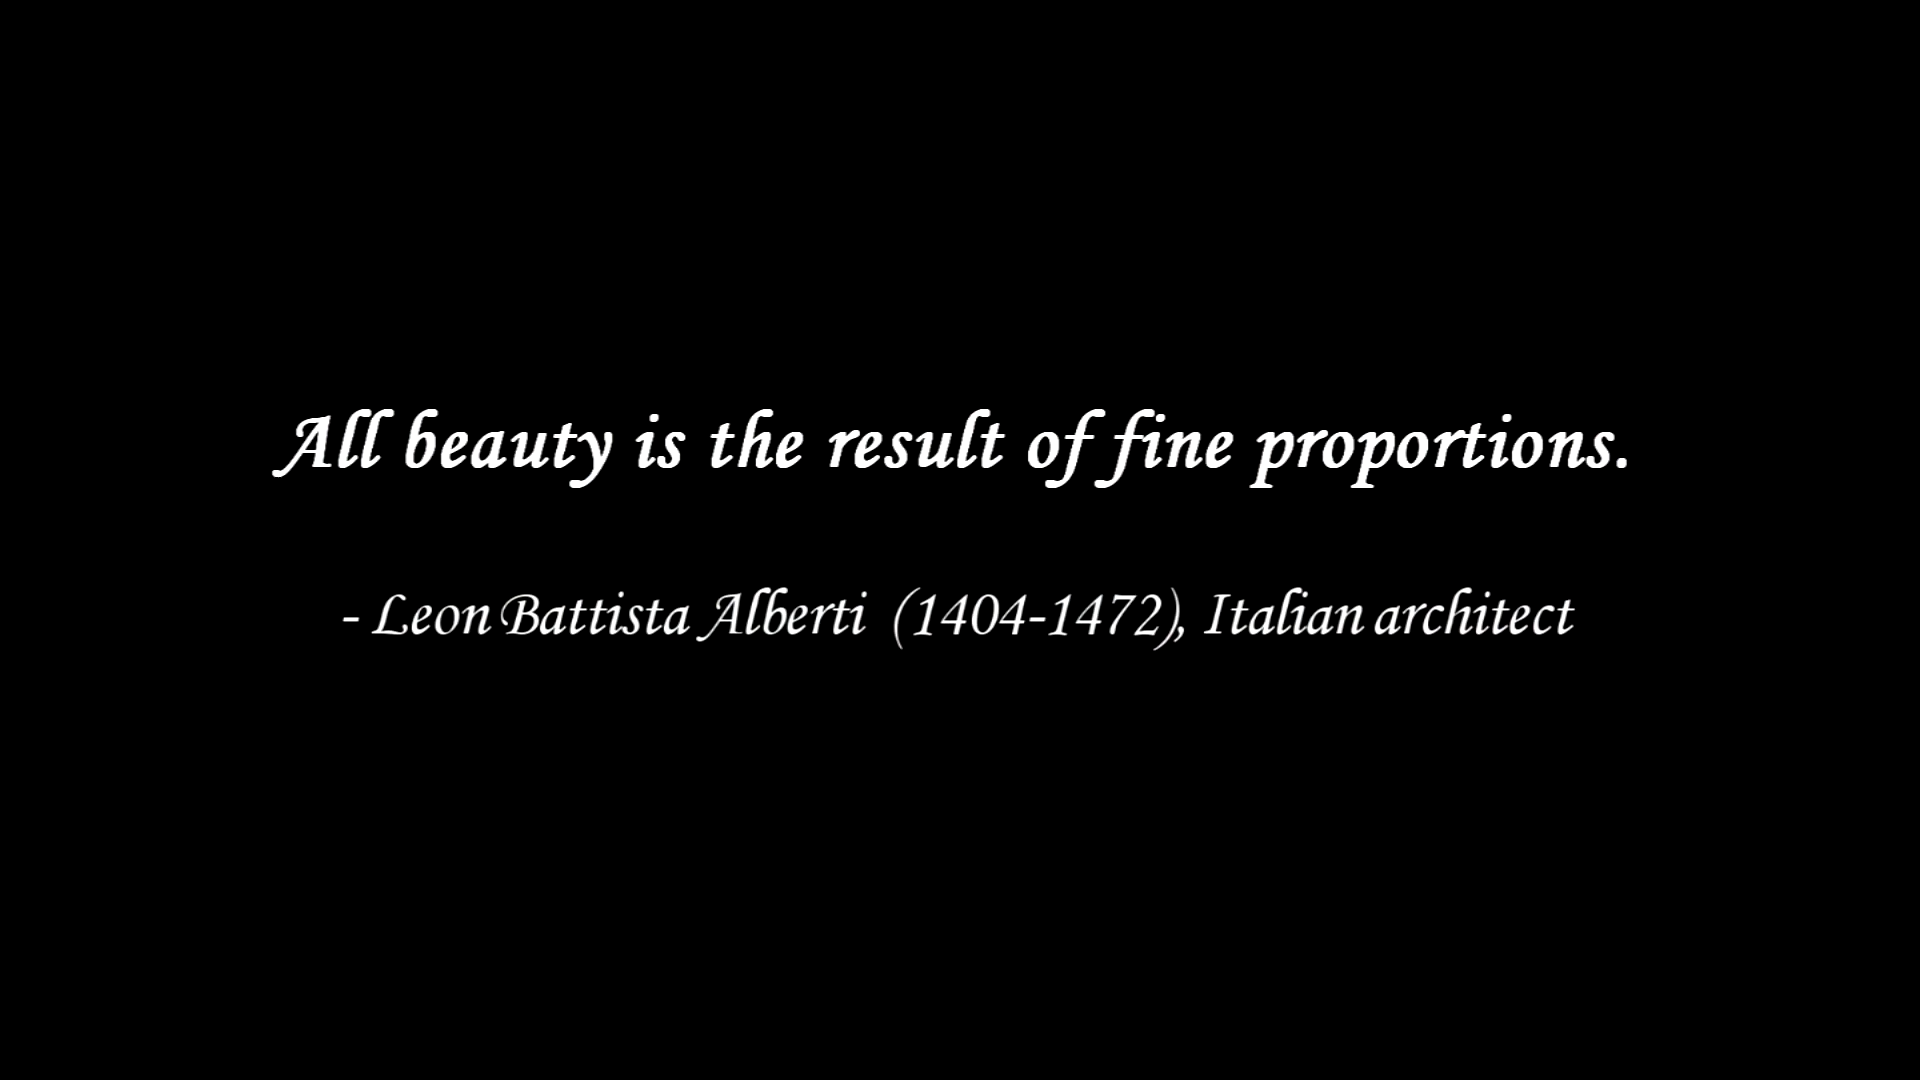 All beauty is the result of fine proportions.
- Leon Battista Alberti (1404-1472), Italian architect